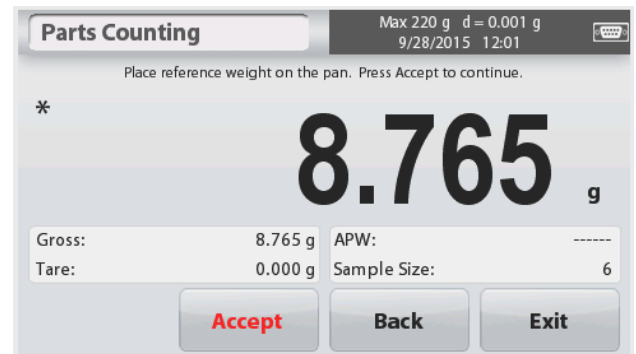 Parts Counting
Max 220 g d = 0.001 g
9/28/2015 12:01
Place reference weight on the pan. Press Accept to continue.
*
8.765 g
Gross: 8.765 g APW: ------
Tare: 0.000 g Sample Size: 6
Accept Back Exit